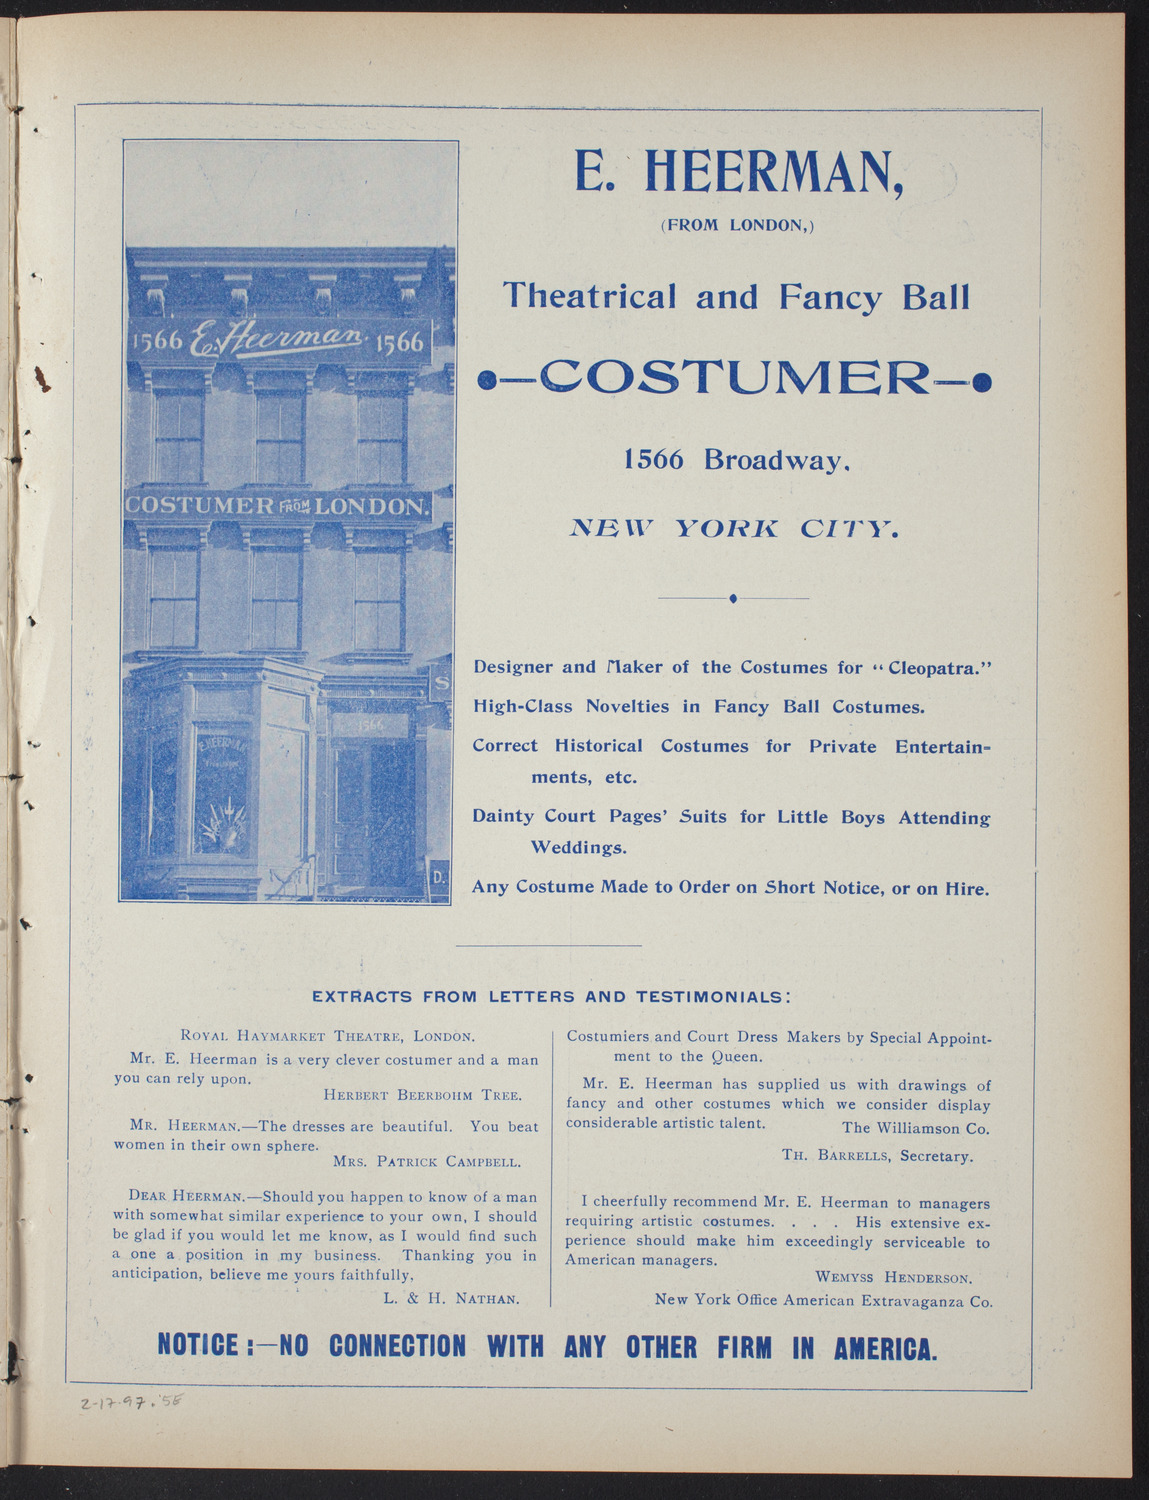 E. HEERMAN,
(FROM LONDON,)
Theatrical and Fancy Ball
COSTUMER
1566 Broadway.
NEW YORK CITY.
1566 E. Heerman. 1566
COSTUMER FROM LONDON.
S
1566
E. HEERMAN
D.
Designer and Maker of the Costumes for “Cleopatra.”
High-Class Novelties in Fancy Ball Costumes.
Correct Historical Costumes for Private Entertain-
ments, etc.
Dainty Court Pages’ Suits for Little Boys Attending
Weddings.
Any Costume Made to Order on Short Notice, or on Hire.
EXTRACTS FROM LETTERS AND TESTIMONIALS:
ROYAL HAYMARKET THEATRE, LONDON.
Mr. E. Heerman is a very clever costumer and a man
you can rely upon.
HERBERT BEERBOHM TREE.
MR. HEERMAN.—The dresses are beautiful. You beat
women in their own sphere.
MRS. PATRICK CAMPBELL.
DEAR HEERMAN.—Should you happen to know of a man
with somewhat similar experience to your own, I should
be glad if you would let me know, as I would find such
a one a position in my business. Thanking you in
anticipation, believe me yours faithfully,
L. & H. NATHAN.
Costumiers and Court Dress Makers by Special Appoint-
ment to the Queen.
Mr. E. Heerman has supplied us with drawings of
fancy and other costumes which we consider display
considerable artistic talent. The Williamson Co.
TH. BARRELLS, Secretary.
I cheerfully recommend Mr. E. Heerman to managers
requiring artistic costumes. . . . His extensive ex-
perience should make him exceedingly serviceable to
American managers.
WEMYSS HENDERSON.
New York Office American Extravaganza Co.
NOTICE:—NO CONNECTION WITH ANY OTHER FIRM IN AMERICA.
2-17-97.'5E